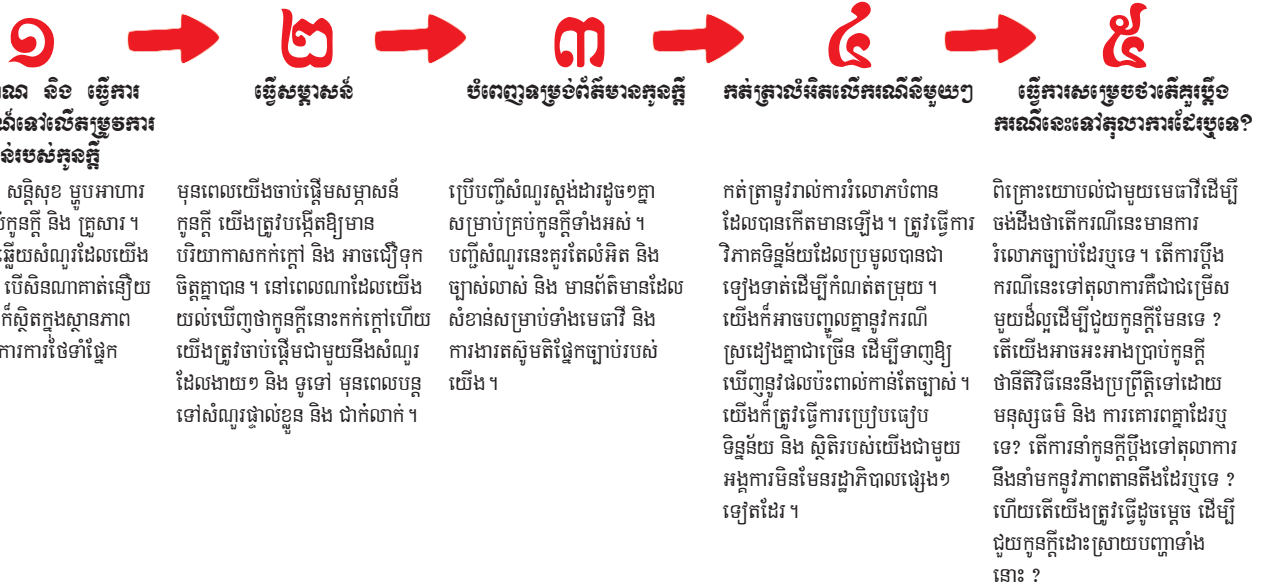 ១
២
៣
៤
៥
និង ធ្វើការ
ទៅលើតម្រូវការ
របស់កូនក្តី
ធ្វើសម្ភាសន៍
បំពេញទម្រង់ព័ត៌មានកូនក្តី
កត់ត្រាលំអិតលើករណីនីមួយៗ
ធ្វើការសម្រេចថាតើគួរប្តឹង
ករណីនេះទៅតុលាការដែរឬទេ?
សន្តិសុខ ម្ហូបអាហារ
កូនក្តី និង គ្រួសារ។
ឆ្លើយសំណួរដែលយើង
បើសិនណាគាត់នឿយ
ក៏ស្ថិតក្នុងស្ថានភាព
ការការថែទាំផ្នែក
មុនពេលយើងចាប់ផ្តើមសម្ភាសន៍
កូនក្តី យើងត្រូវបង្កើតឱ្យមាន
បរិយាកាសកក់ក្តៅ និង អាចជឿទុក
ចិត្តគ្នាបាន។ នៅពេលណាដែលយើង
យល់ឃើញថាកូនក្តីនោះកក់ក្តៅហើយ
យើងត្រូវចាប់ផ្តើមជាមួយនឹងសំណួរ
ដែលងាយៗ និង ទូទៅ មុនពេលបន្ត
ទៅសំណួរផ្ទាល់ខ្លួន និង ជាក់លាក់។
ប្រើបញ្ជីសំណួរស្តង់ដារដូចៗគ្នា
សម្រាប់គ្រប់កូនក្តីទាំងអស់។
បញ្ជីសំណួរនេះគួរតែលំអិត និង
ច្បាស់លាស់ និង មានព័ត៌មានដែល
សំខាន់សម្រាប់ទាំងមេធាវី និង
ការងារតស៊ូមតិផ្នែកច្បាប់របស់
យើង។
កត់ត្រានូវរាល់ការរំលោភបំពាន
ដែលបានកើតមានឡើង។ ត្រូវធ្វើការ
វិភាគទិន្នន័យដែលប្រមូលបានជា
ទៀងទាត់ដើម្បីកំណត់តម្រុយ។
យើងក៏អាចបញ្ចូលគ្នានូវករណី
ស្រដៀងគ្នាជាច្រើន ដើម្បីទាញឱ្យ
ឃើញនូវផលប៉ះពាល់កាន់តែច្បាស់។
យើងក៏ត្រូវធ្វើការប្រៀបធៀប
ទិន្នន័យ និង ស្ថិតិរបស់យើងជាមួយ
អង្គការមិនមែនរដ្ឋាភិបាលផ្សេងៗ
ទៀតដែរ។
ពិគ្រោះយោបល់ជាមួយមេធាវីដើម្បី
ចង់ដឹងថាតើករណីនេះមានការ
រំលោភច្បាប់ដែរឬទេ។ តើការប្តឹង
ករណីនេះទៅតុលាការគឺជាជម្រើស
មួយដ៏ល្អដើម្បីជួយកូនក្តីមែនទេ ?
តើយើងអាចអះអាងប្រាប់កូនក្តី
ថានីតិវិធីនេះនឹងប្រព្រឹត្តិទៅដោយ
មនុស្សធម៌ និង ការគោរពគ្នាដែរឬ
ទេ? តើការនាំកូនក្តីប្តឹងទៅតុលាការ
នឹងនាំមកនូវភាពតានតឹងដែរឬទេ ?
ហើយតើយើងត្រូវធ្វើដូចម្តេច ដើម្បី
ជួយកូនក្តីដោះស្រាយបញ្ហាទាំង
នោះ ?